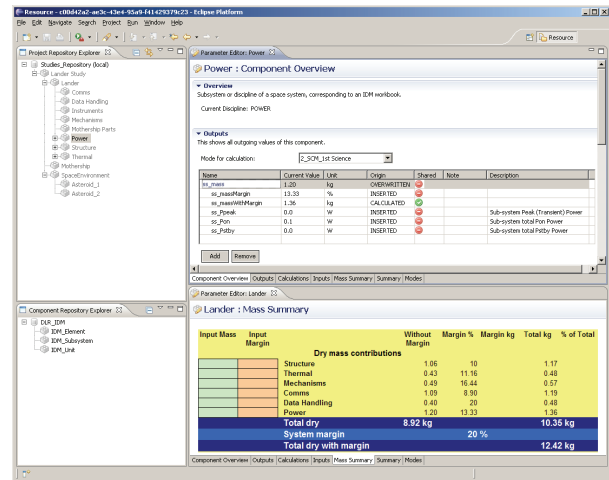 Resource - c00d42a2-ae3c-43e4-95a9-f41429379c23 - Eclipse Platform
File Edit Navigate Search Project Run Window Help
Resource
Project Repository Explorer
Studies_Repository (local)
Lander Study
Lander
Comms
Data Handling
Instruments
Mechanisms
Mothership Parts
Power
Structure
Thermal
Mothership
SpaceEnvironment
Asteroid_1
Asteroid_2
Component Repository Explorer
DLR_IDM
IDM_Element
IDM_Subsystem
IDM_Unit
Parameter Editor: Power
Power : Component Overview
Overview
Subsystem or discipline of a space system, corresponding to an IDM workbook.
Current Discipline: POWER
Outputs
This shows all outgoing values of this component.
Mode for calculation: 2_SCM_1st Science
Name Current Value Unit Origin Shared Note Description
ss_mass 1.20 kg OVERWRITTEN
ss_massMargin 13.33 % INSERTED
ss_massWithMargin 1.36 kg CALCULATED
ss_Ppeak 0.0 W INSERTED Sub-system Peak (Transient) Power
ss_Pon 0.1 W INSERTED Sub-system total Pon Power
ss_Pstby 0.0 W INSERTED Sub-system total Pstby Power
Add Remove
Component Overview Outputs Calculations Inputs Mass Summary Summary Modes
Parameter Editor: Lander
Lander : Mass Summary
Input Mass Input Margin Without Margin Margin % Margin kg Total kg % of Total
Dry mass contributions
Structure 1.06 10 1.17
Thermal 0.43 11.16 0.48
Mechanisms 0.49 16.44 0.57
Comms 1.09 8.90 1.19
Data Handling 0.40 20 0.48
Power 1.20 13.33 1.36
Total dry 8.92 kg 10.35 kg
System margin 20 %
Total dry with margin 12.42 kg
Component Overview Outputs Calculations Inputs Mass Summary Summary Modes